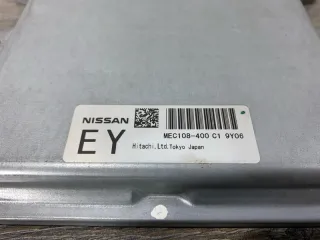 NISSAN
MEC108-400 C1 9Y06
EY
Hitachi,Ltd.Tokyo Japan